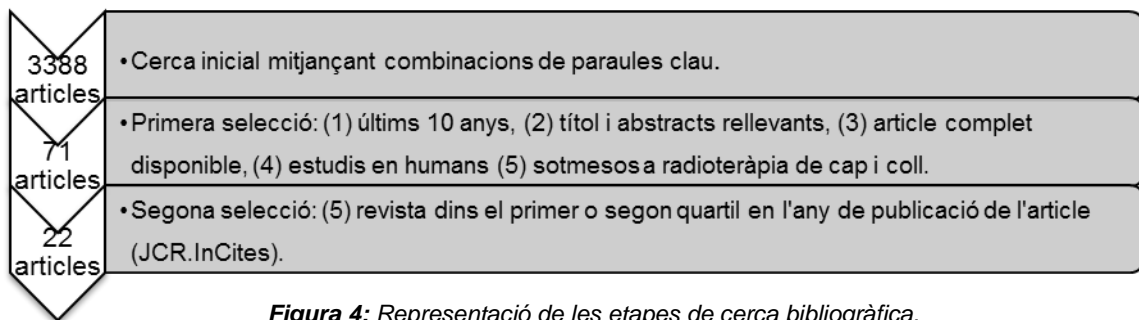 3388
articles
• Cerca inicial mitjançant combinacions de paraules clau.
71
articles
• Primera selecció: (1) últims 10 anys, (2) títol i abstracts rellevants, (3) article complet
disponible, (4) estudis en humans (5) sotmesos a radioteràpia de cap i coll.
22
articles
• Segona selecció: (5) revista dins el primer o segon quartil en l'any de publicació de l'article
(JCR.InCites).
Figura 4: Representació de les etapes de cerca bibliogràfica.